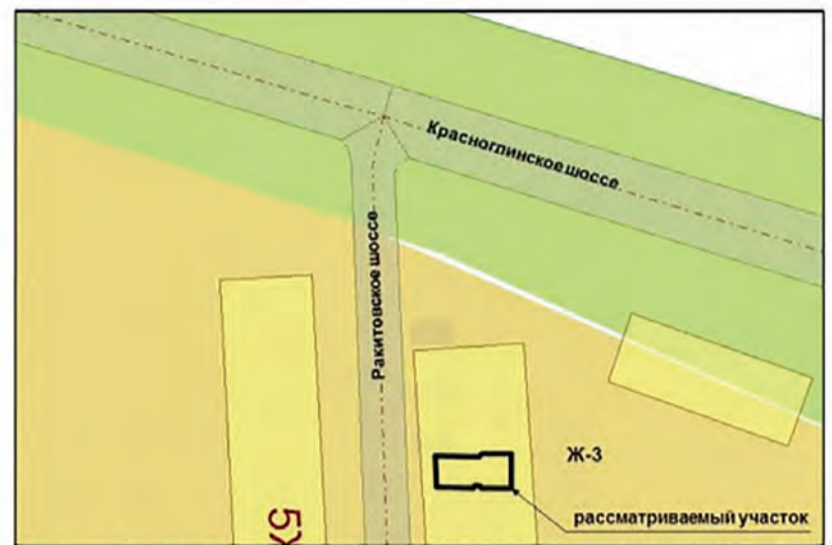 Красноглинское шоссе
Ракитовское шоссе
Ж-3
рассматриваемый участок